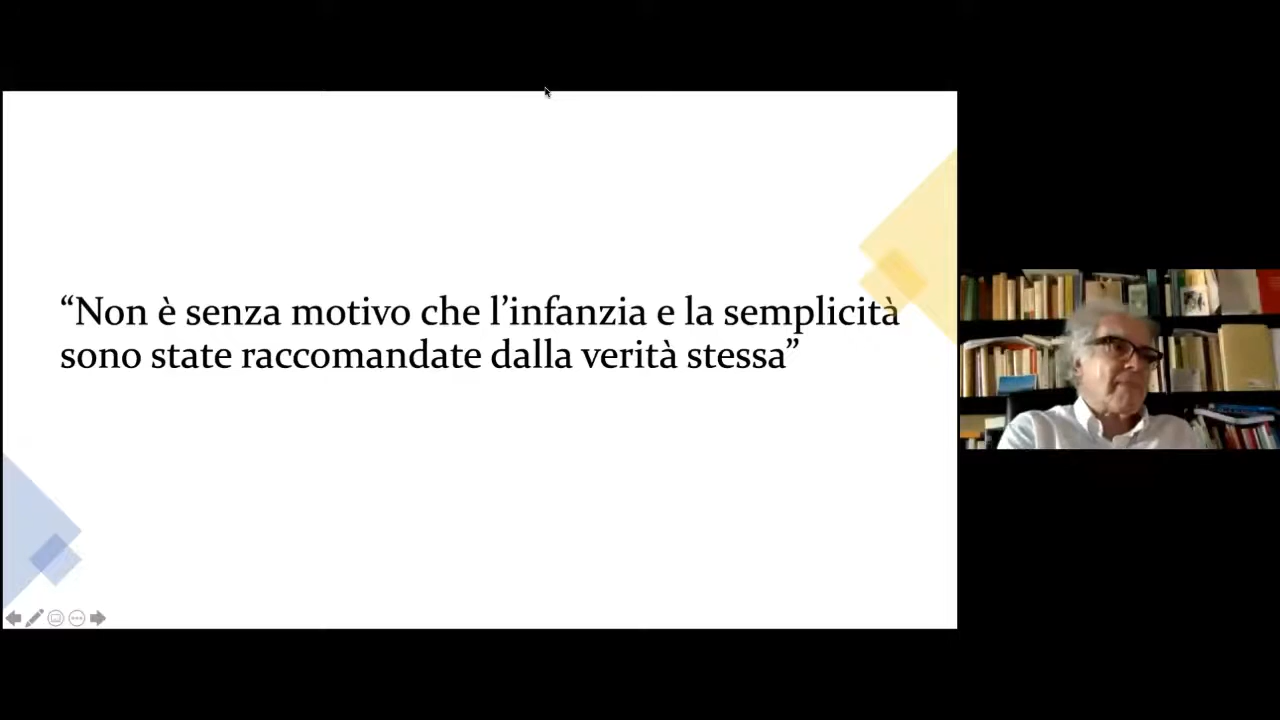 “Non è senza motivo che l’infanzia e la semplicità
sono state raccomandate dalla verità stessa”